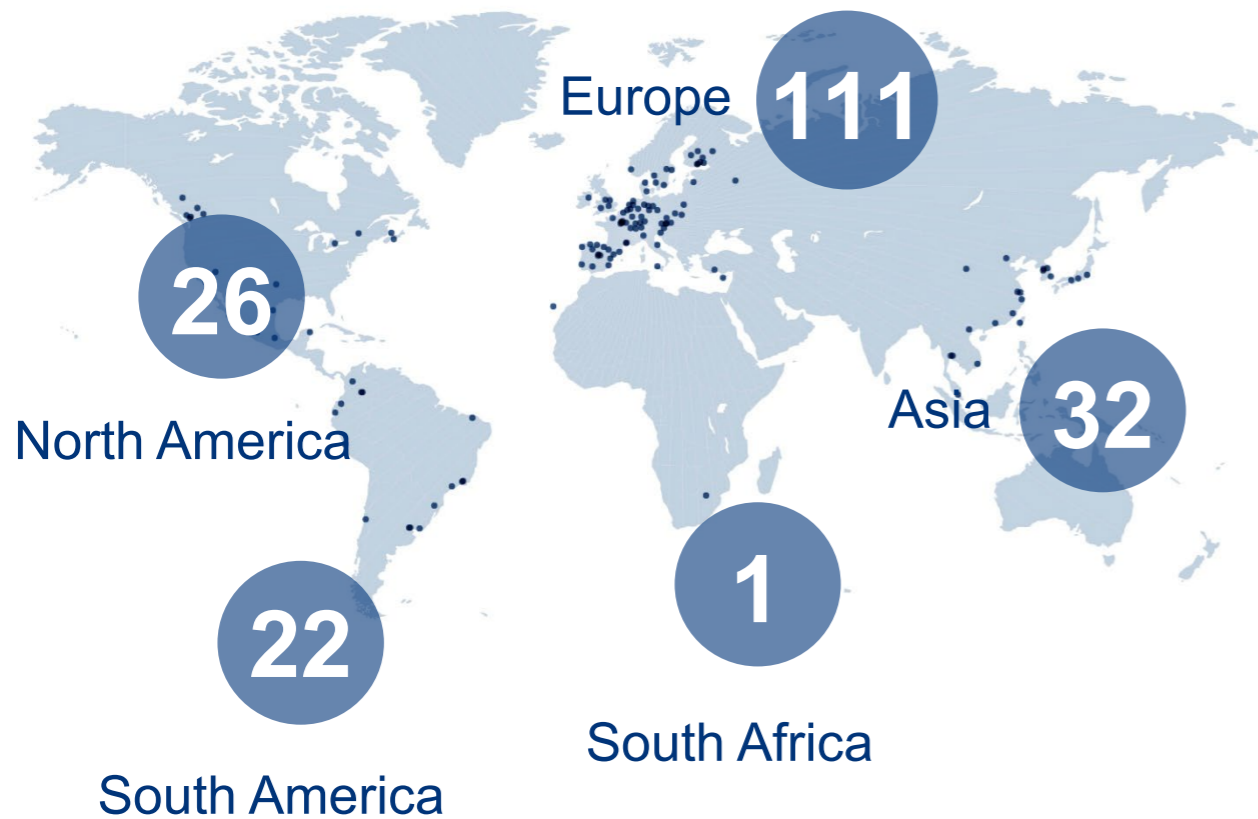 Europe
111
26
North America
Asia
32
1
South Africa
22
South America